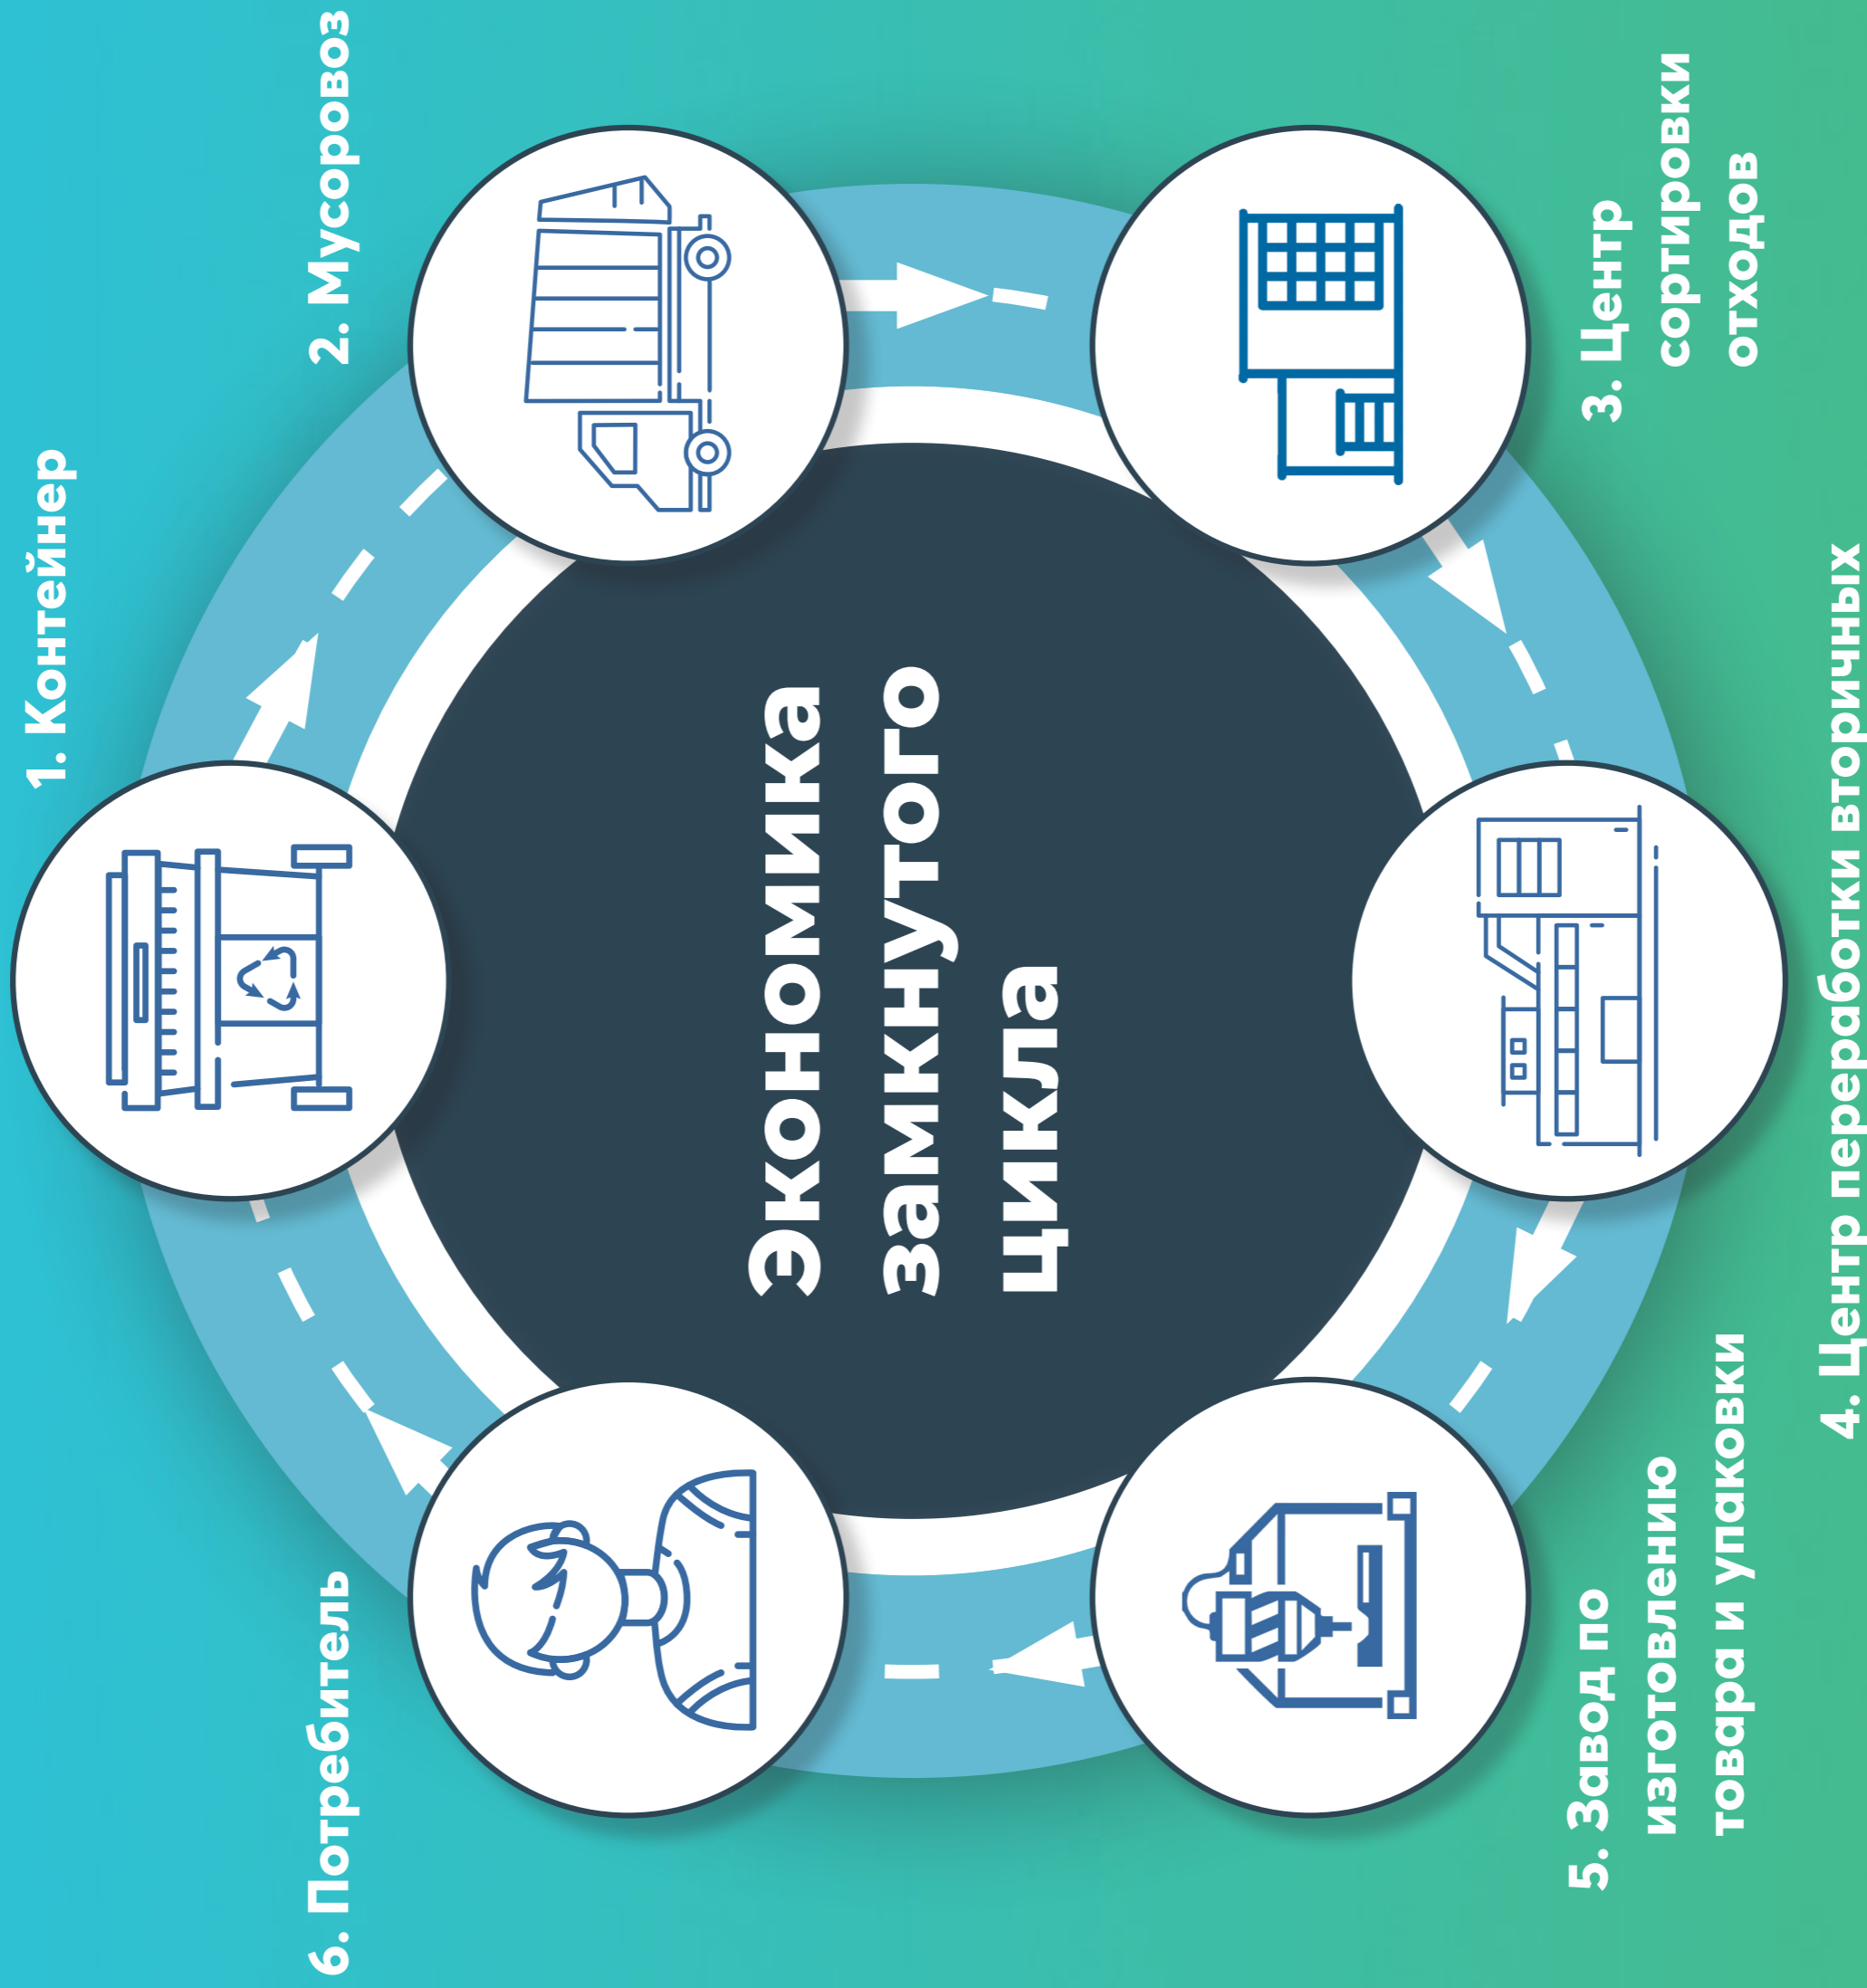 1. Контейнер
2. Мусоровоз
3. Центр
сортировки
отходов
4. Центр переработки вторичных
5. Завод по
изготовлению
товара и упаковки
6. Потребитель
Экономика
замкнутого
цикла